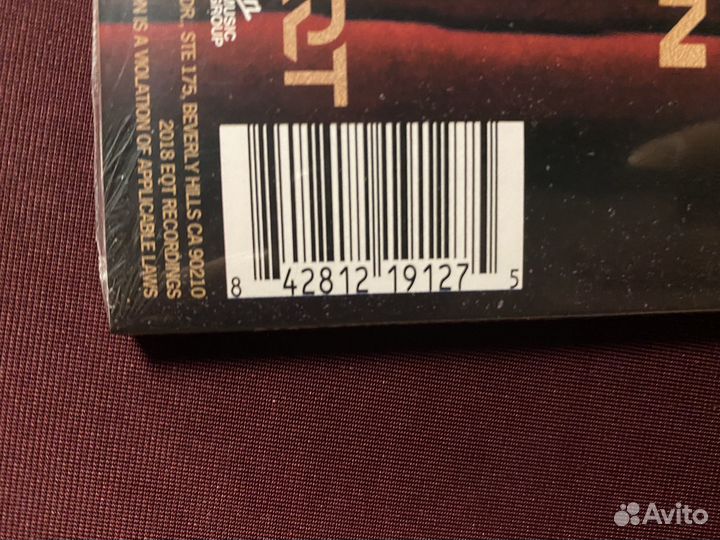 MUSIC
GROUP
DR., STE 175, BEVERLY HILLS CA 90210
2018 EOT RECORDINGS
IS A VIOLATION OF APPLICABLE LAWS
8 42812 19127 5
Avito